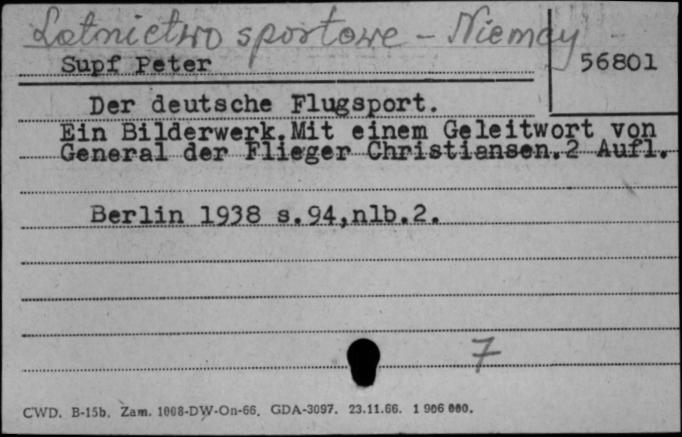 Lotnictwo sportowe - Niemcy
Supf Peter
56801
Der deutsche Flugsport.
Ein Bilderwerk.Mit einem Geleitwort von
General der Flieger Christiansen.2 Aufl.
Berlin 1938 s.94,nlb.2.
7
CWD. B-15b. Zam. 1008-DW-On-66. GDA-3097. 23.11.66. 1 906 000.